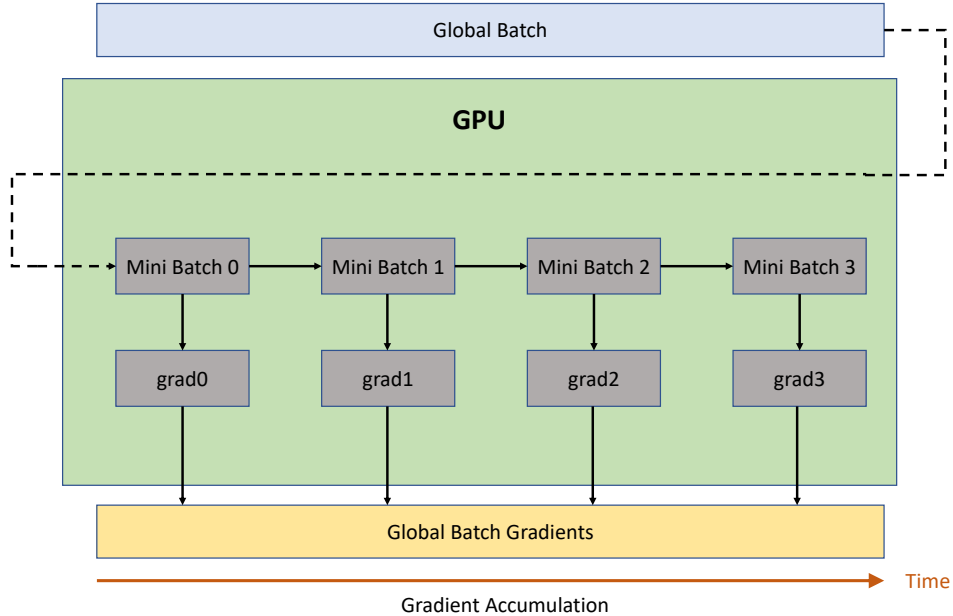 Global Batch
GPU
Mini Batch 0
Mini Batch 1
Mini Batch 2
Mini Batch 3
grad0
grad1
grad2
grad3
Global Batch Gradients
Time
Gradient Accumulation